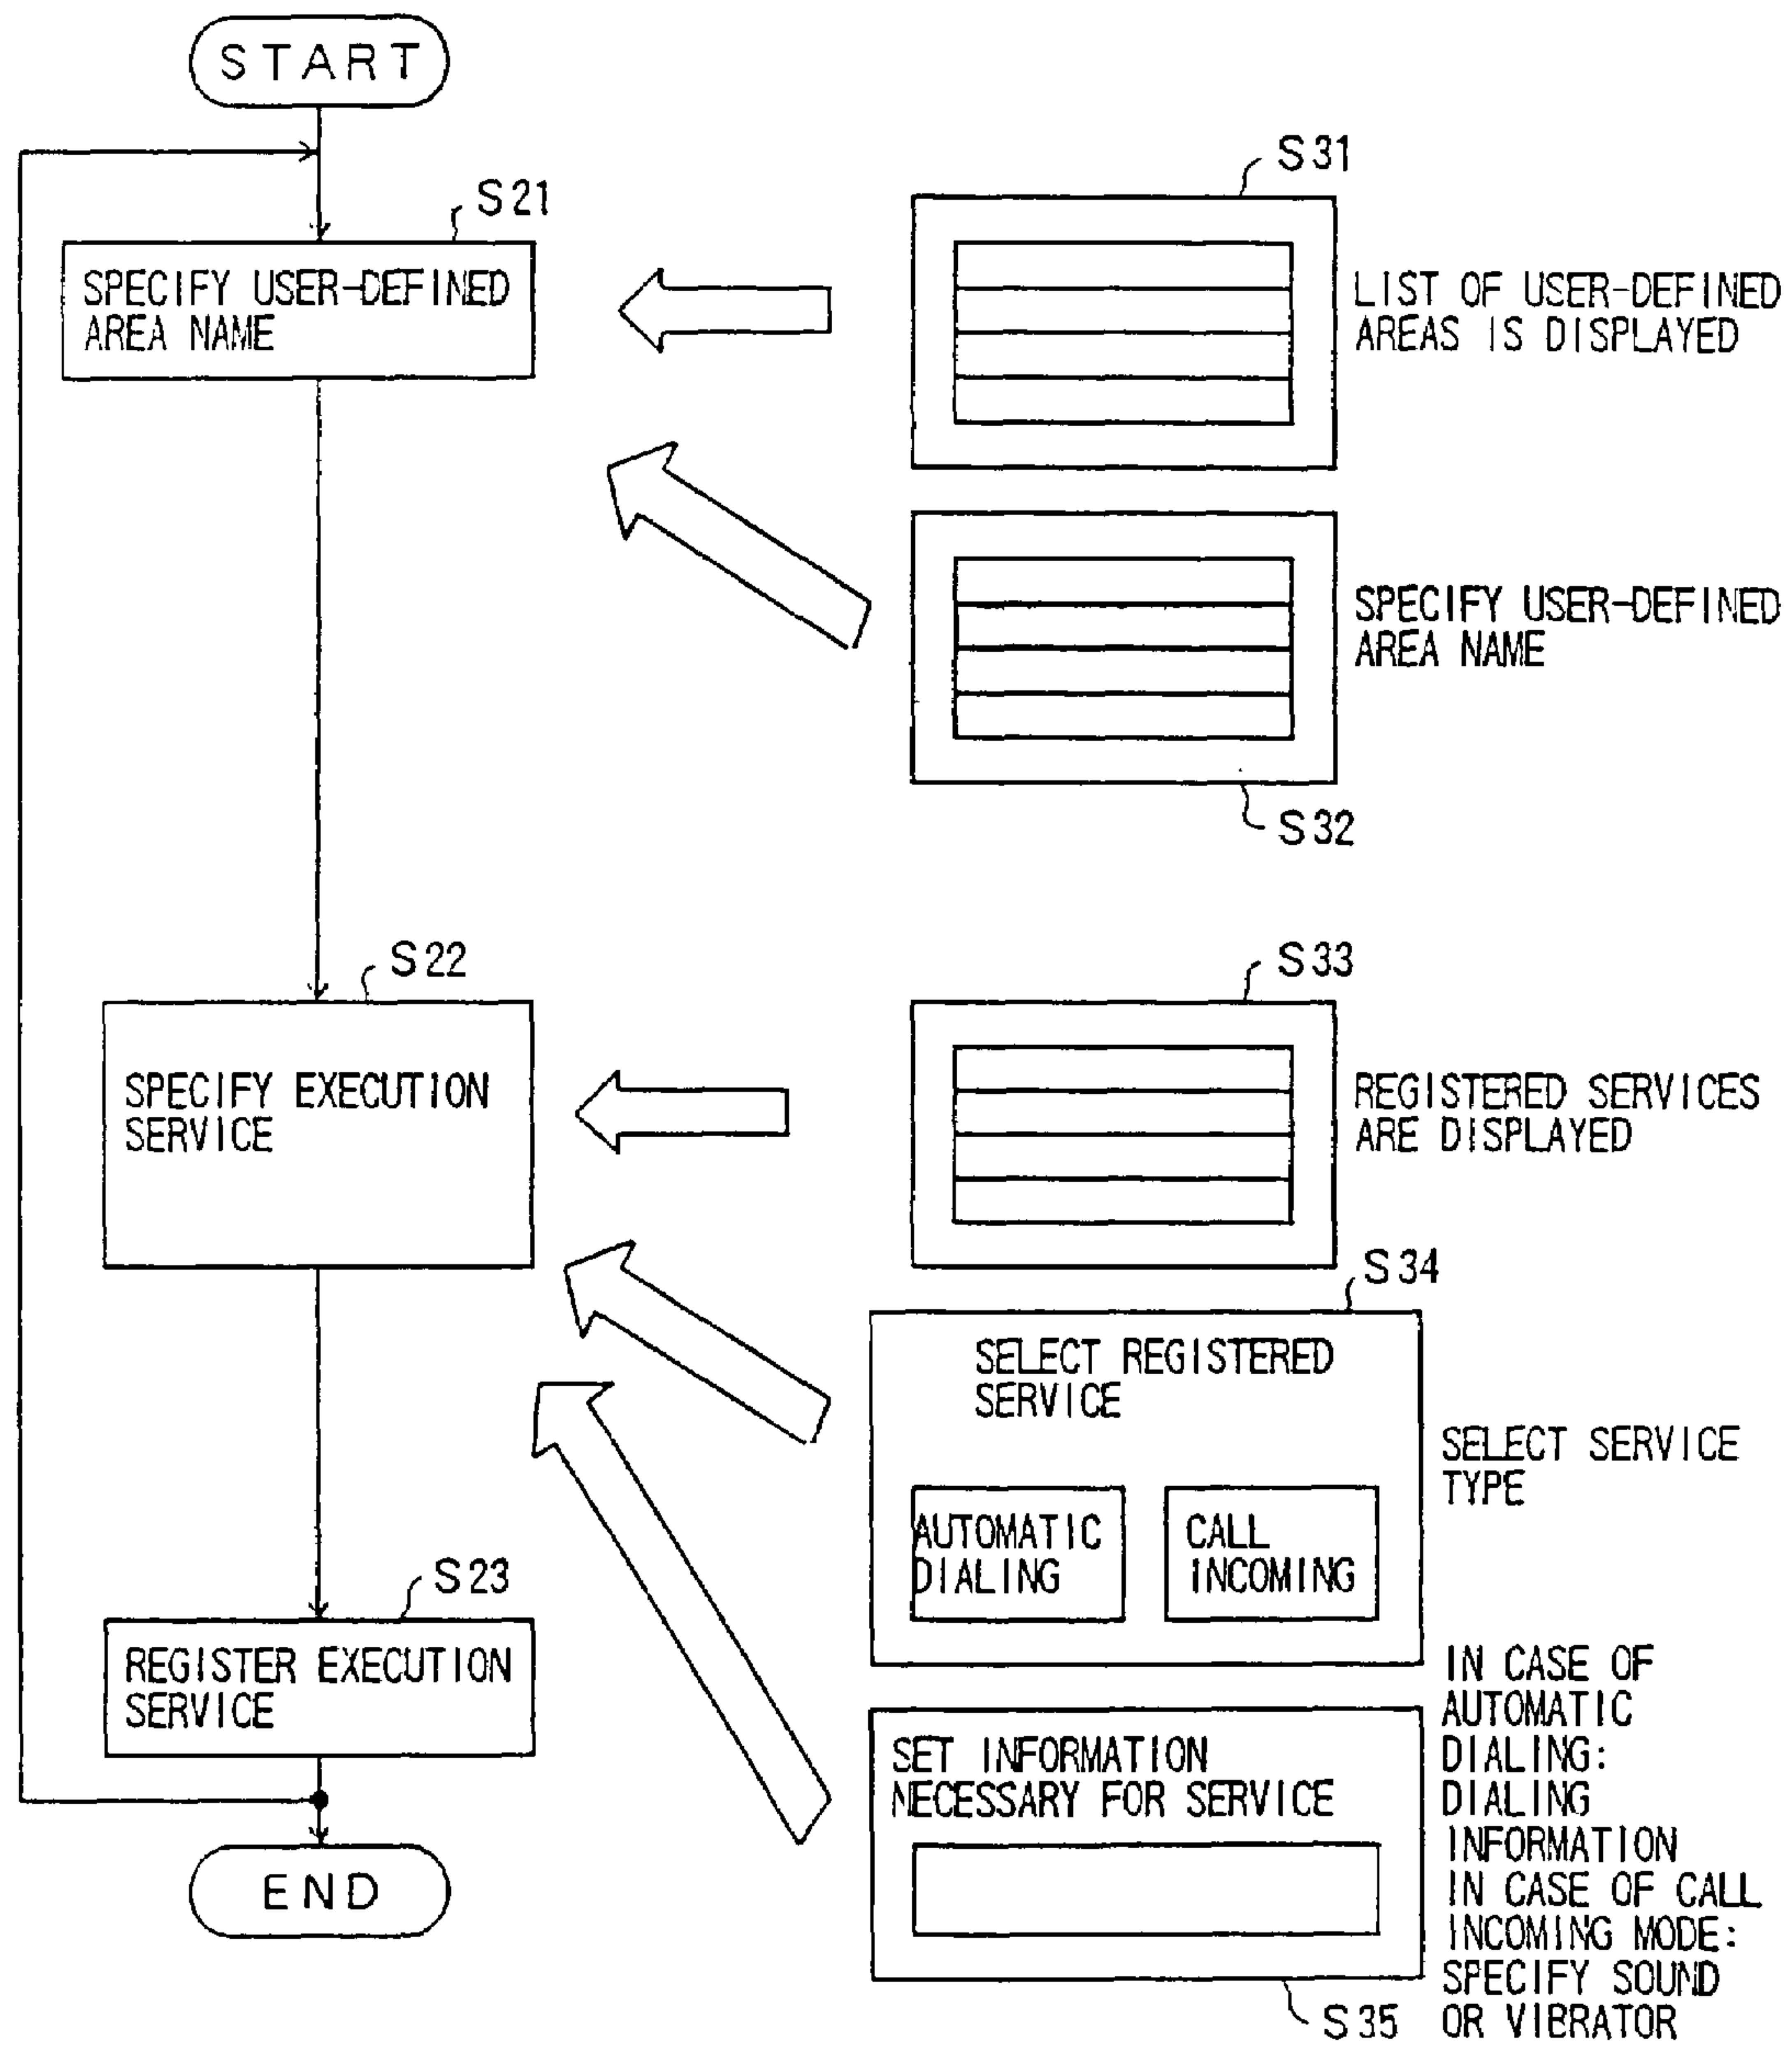 START
S21
SPECIFY USER-DEFINED
AREA NAME
S31
LIST OF USER-DEFINED
AREAS IS DISPLAYED
SPECIFY USER-DEFINED
AREA NAME
S32
S22
SPECIFY EXECUTION
SERVICE
S33
REGISTERED SERVICES
ARE DISPLAYED
S34
SELECT REGISTERED
SERVICE
AUTOMATIC
DIALING
CALL
INCOMING
SELECT SERVICE
TYPE
S23
REGISTER EXECUTION
SERVICE
SET INFORMATION
NECESSARY FOR SERVICE
IN CASE OF
AUTOMATIC
DIALING:
DIALING
INFORMATION
IN CASE OF CALL
INCOMING MODE:
SPECIFY SOUND
OR VIBRATOR
S35
END